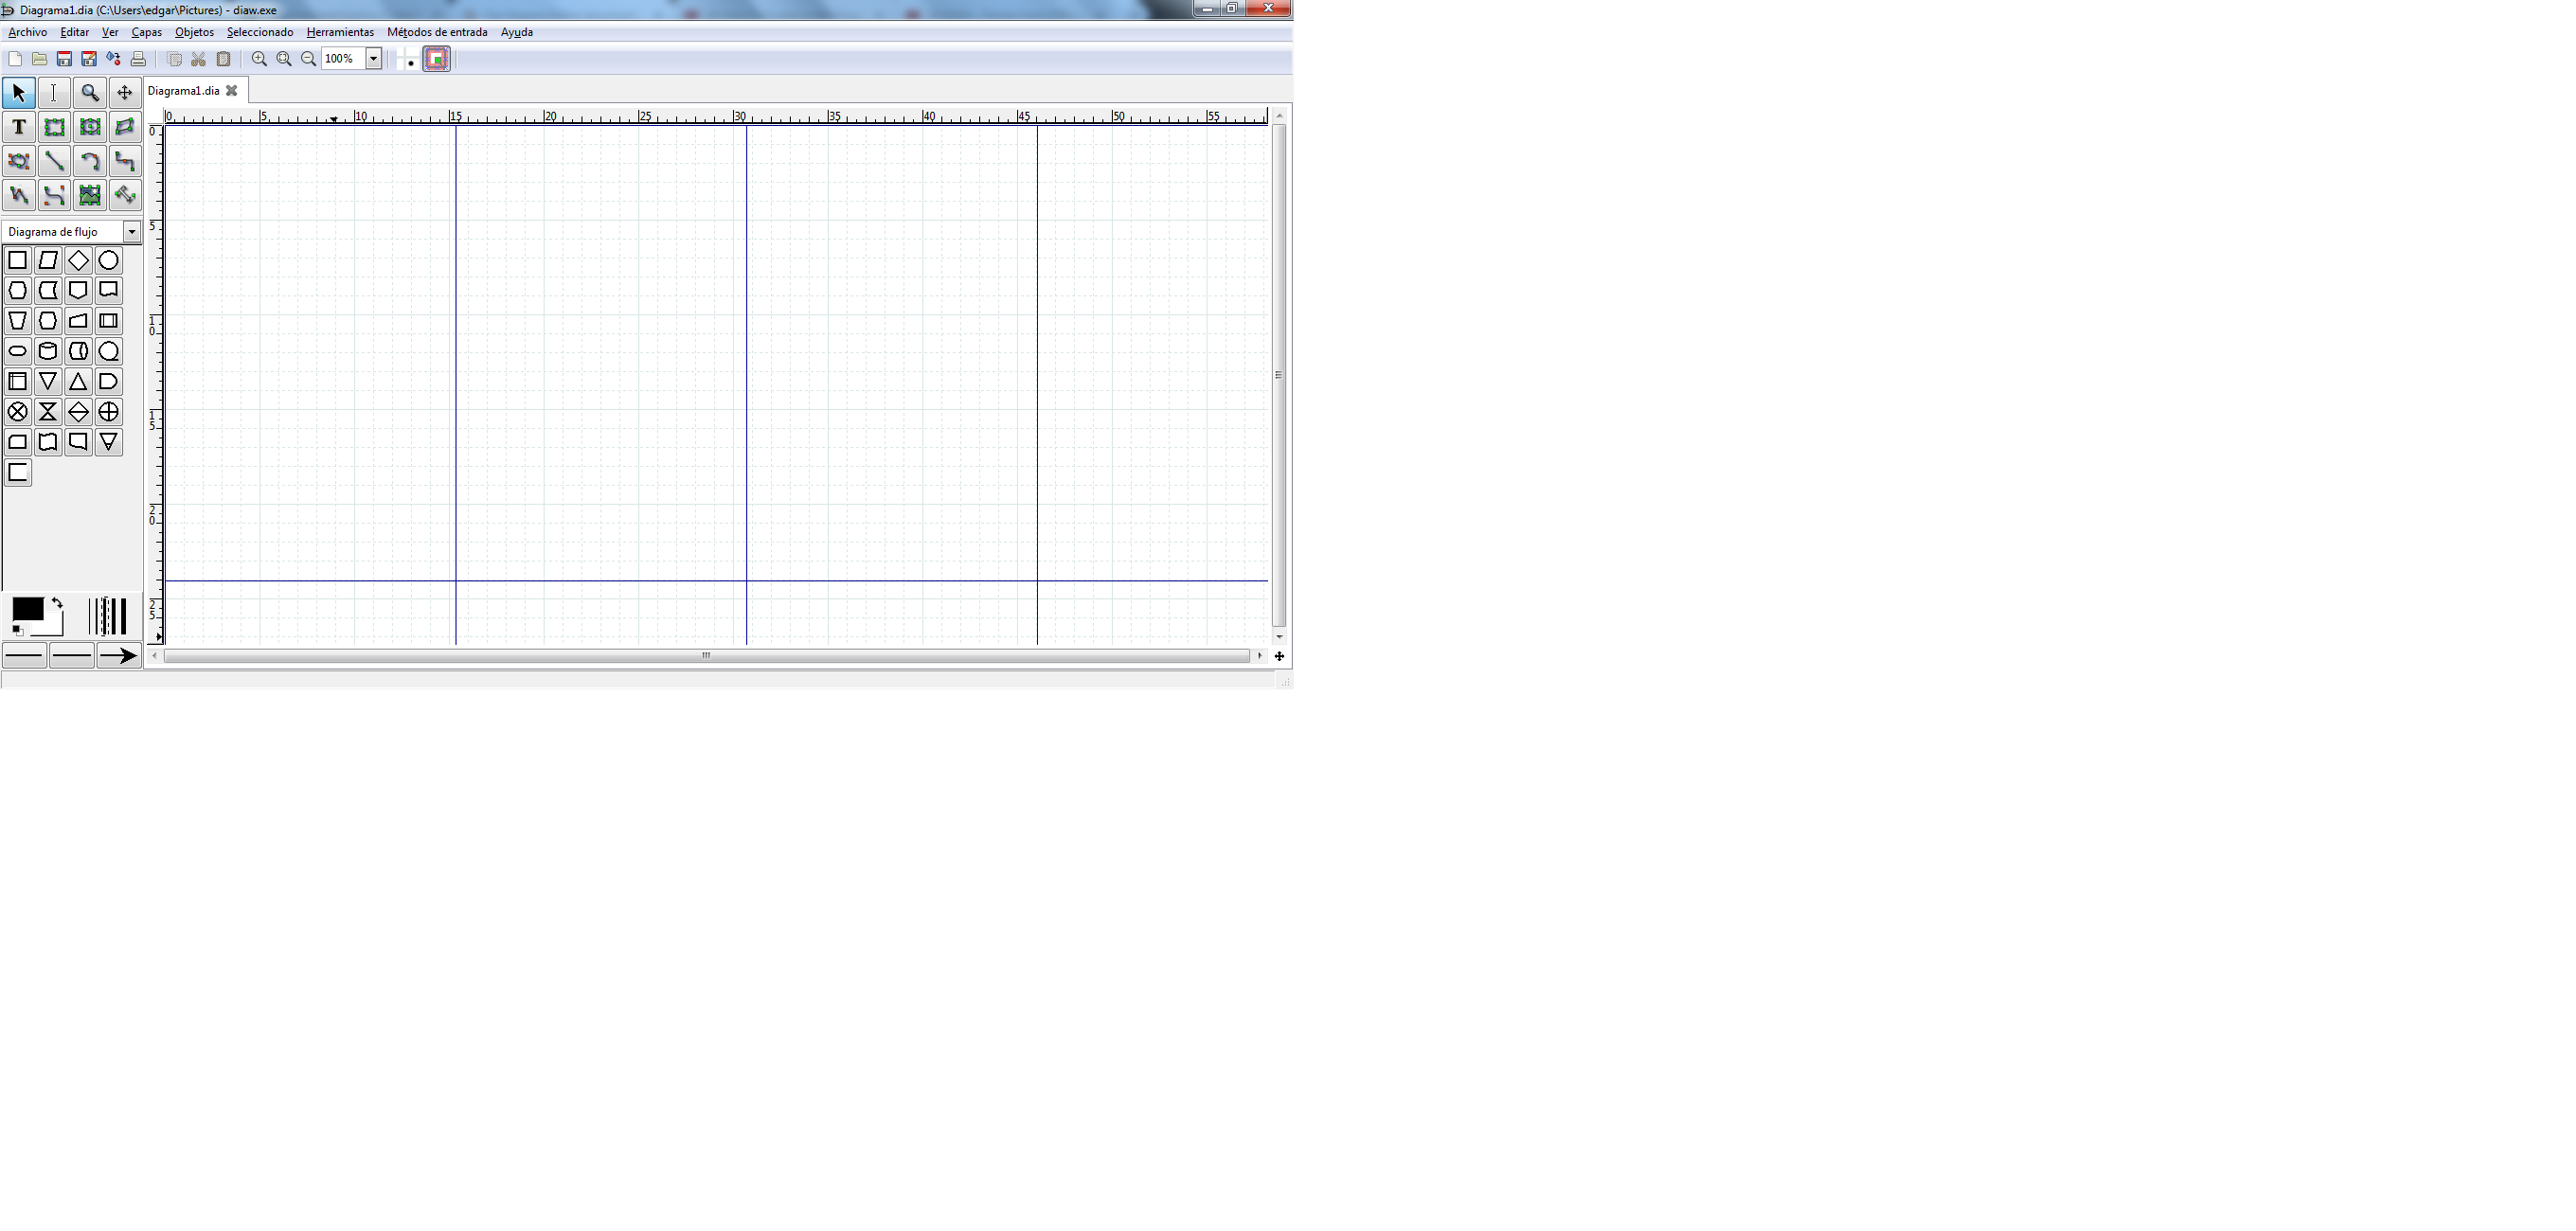 Diagrama1.dia (C:\Users\edgar\Pictures) - diaw.exe
Archivo Editar Ver Capas Objetos Seleccionado Herramientas Métodos de entrada Ayuda
100%
Diagrama1.dia
T
0 5 10 15 20 25 30 35 40 45 50 55
0
5
10
15
20
25
Diagrama de flujo